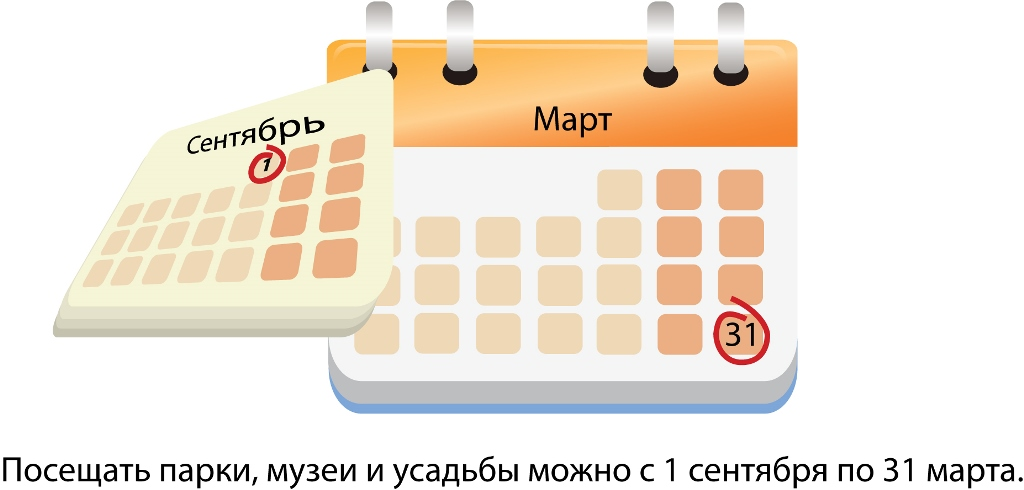 Сентябрь
1
Март
31
Посещать парки, музеи и усадьбы можно с 1 сентября по 31 марта.